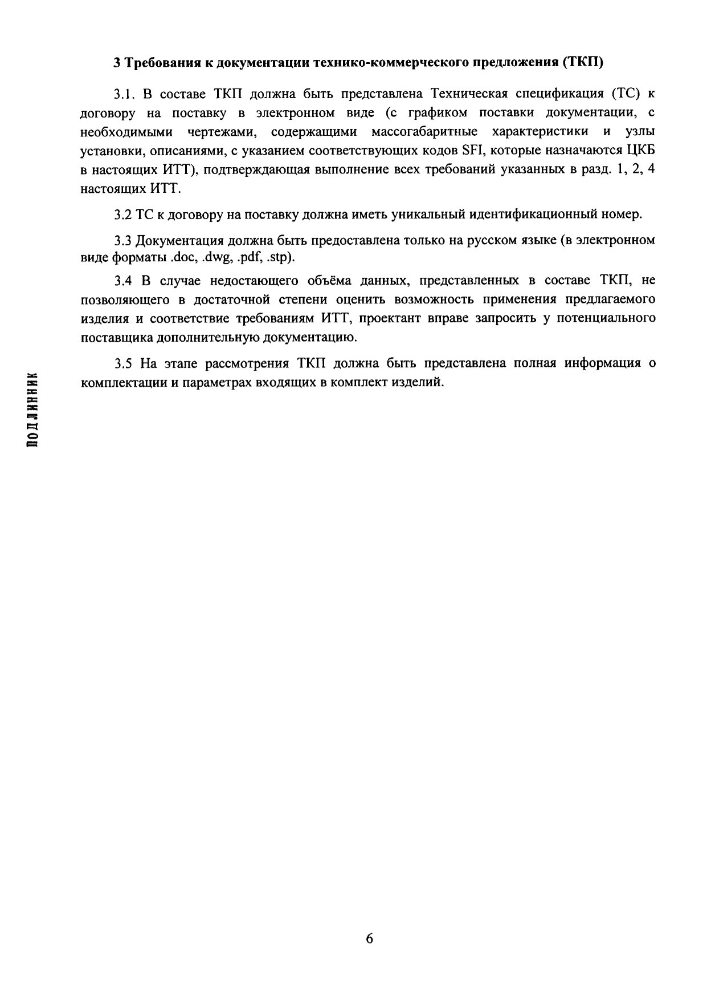 3 Требования к документации технико-коммерческого предложения (ТКП)
3.1. В составе ТКП должна быть представлена Техническая спецификация (ТС) к
договору на поставку в электронном виде (с графиком поставки документации, с
необходимыми чертежами, содержащими массогабаритные характеристики и узлы
установки, описаниями, с указанием соответствующих кодов SFI, которые назначаются ЦКБ
в настоящих ИТТ), подтверждающая выполнение всех требований указанных в разд. 1, 2, 4
настоящих ИТТ.
3.2 ТС к договору на поставку должна иметь уникальный идентификационный номер.
3.3 Документация должна быть предоставлена только на русском языке (в электронном
виде форматы .doc, .dwg, .pdf, .stp).
3.4 В случае недостающего объёма данных, представленных в составе ТКП, не
позволяющего в достаточной степени оценить возможность применения предлагаемого
изделия и соответствие требованиям ИТТ, проектант вправе запросить у потенциального
поставщика дополнительную документацию.
3.5 На этапе рассмотрения ТКП должна быть представлена полная информация о
комплектации и параметрах входящих в комплект изделий.
ПОДЛИННИК
6